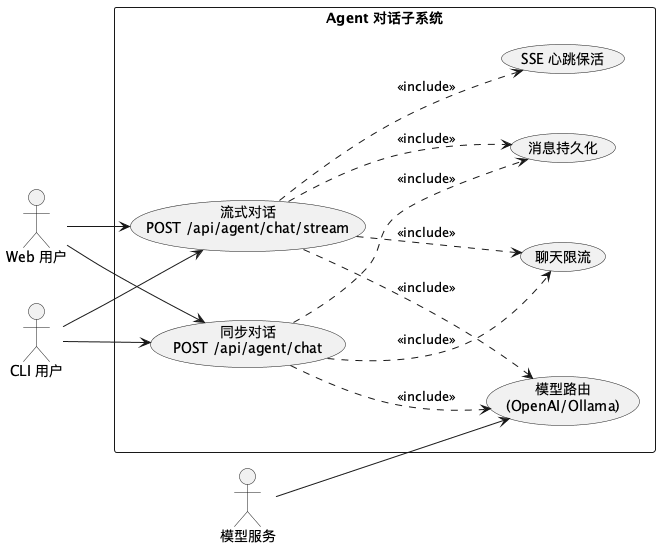 Agent 对话子系统
SSE 心跳保活
«include»
«include»
消息持久化
«include»
流式对话
POST /api/agent/chat/stream
Web 用户
«include»
聊天限流
«include»
同步对话
POST /api/agent/chat
CLI 用户
«include»
模型路由
(OpenAI/Ollama)
«include»
模型服务